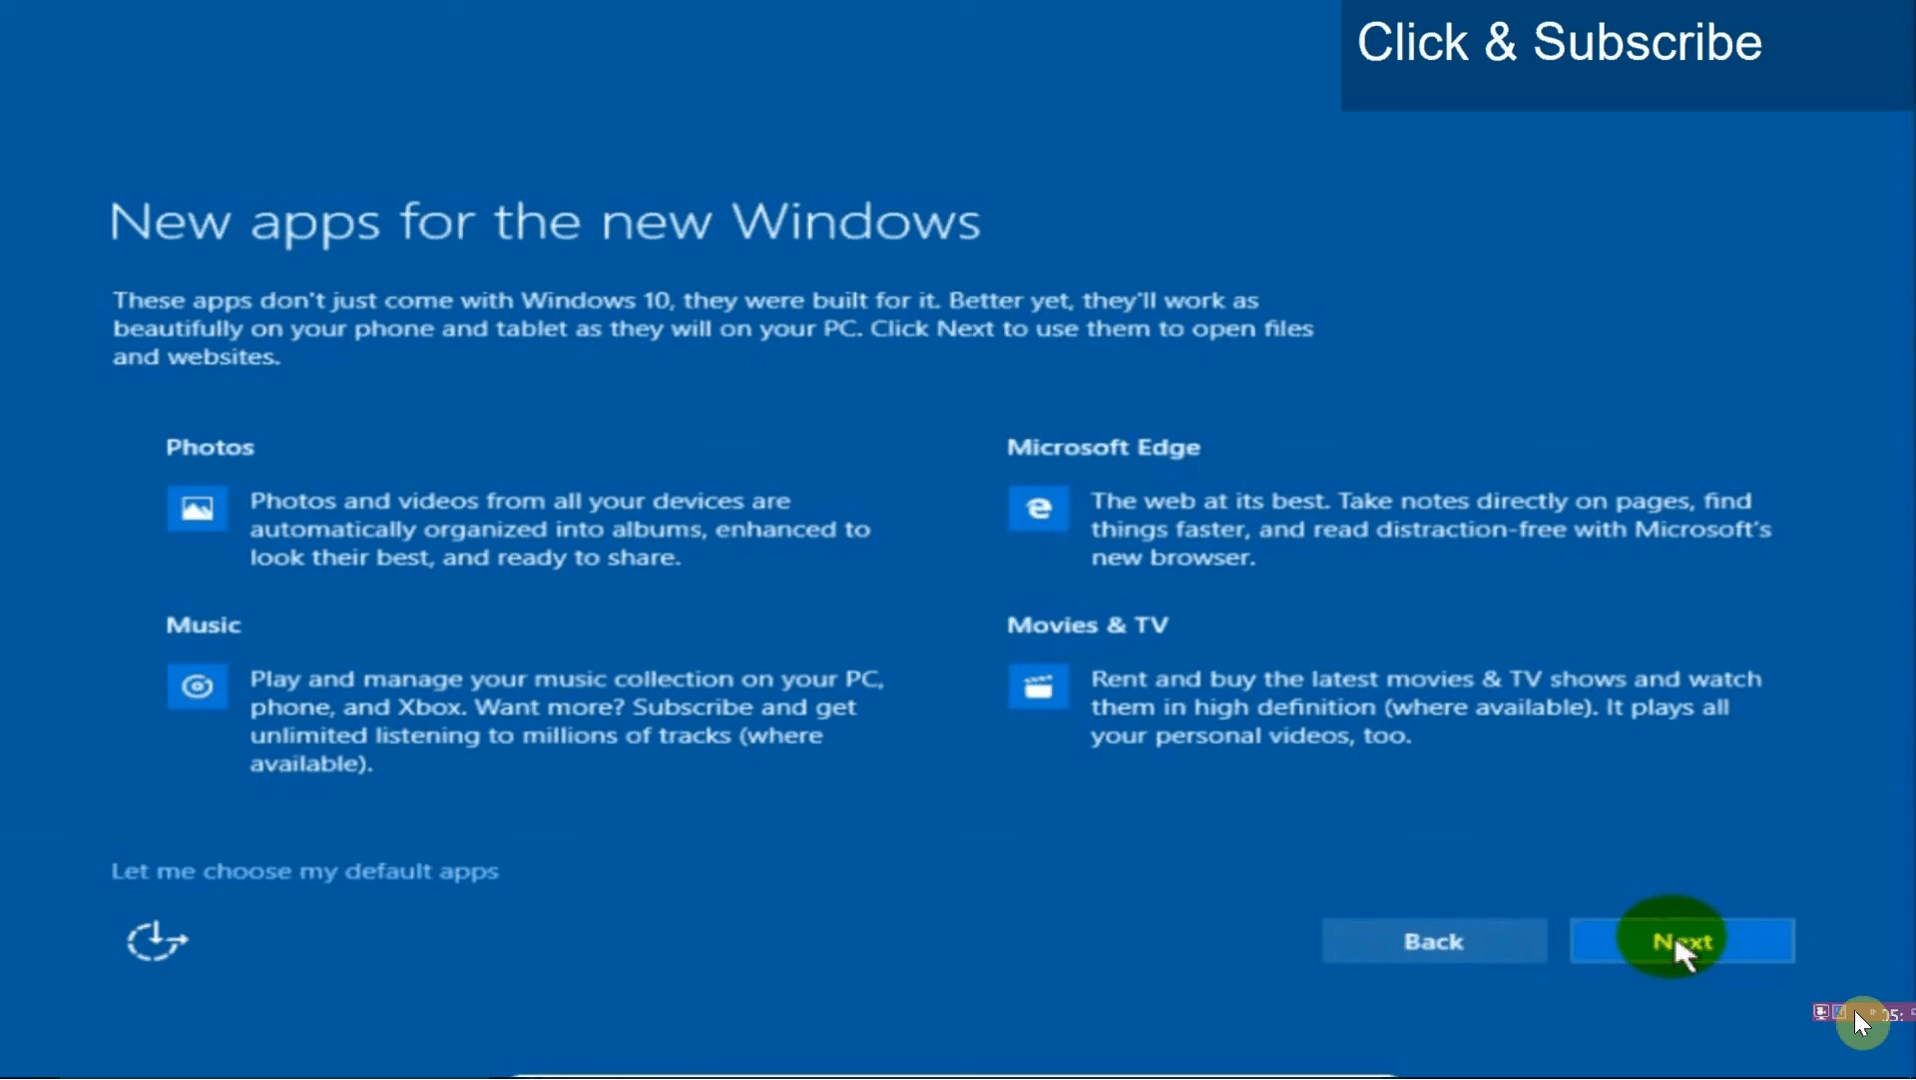 Click & Subscribe
New apps for the new Windows
These apps don't just come with Windows 10, they were built for it. Better yet, they'll work as
beautifully on your phone and tablet as they will on your PC. Click Next to use them to open files
and websites.
Photos
Photos and videos from all your devices are
automatically organized into albums, enhanced to
look their best, and ready to share.
Microsoft Edge
The web at its best. Take notes directly on pages, find
things faster, and read distraction-free with Microsoft's
new browser.
Music
Play and manage your music collection on your PC,
phone, and Xbox. Want more? Subscribe and get
unlimited listening to millions of tracks (where
available).
Movies & TV
Rent and buy the latest movies & TV shows and watch
them in high definition (where available). It plays all
your personal videos, too.
Let me choose my default apps
Back
Next